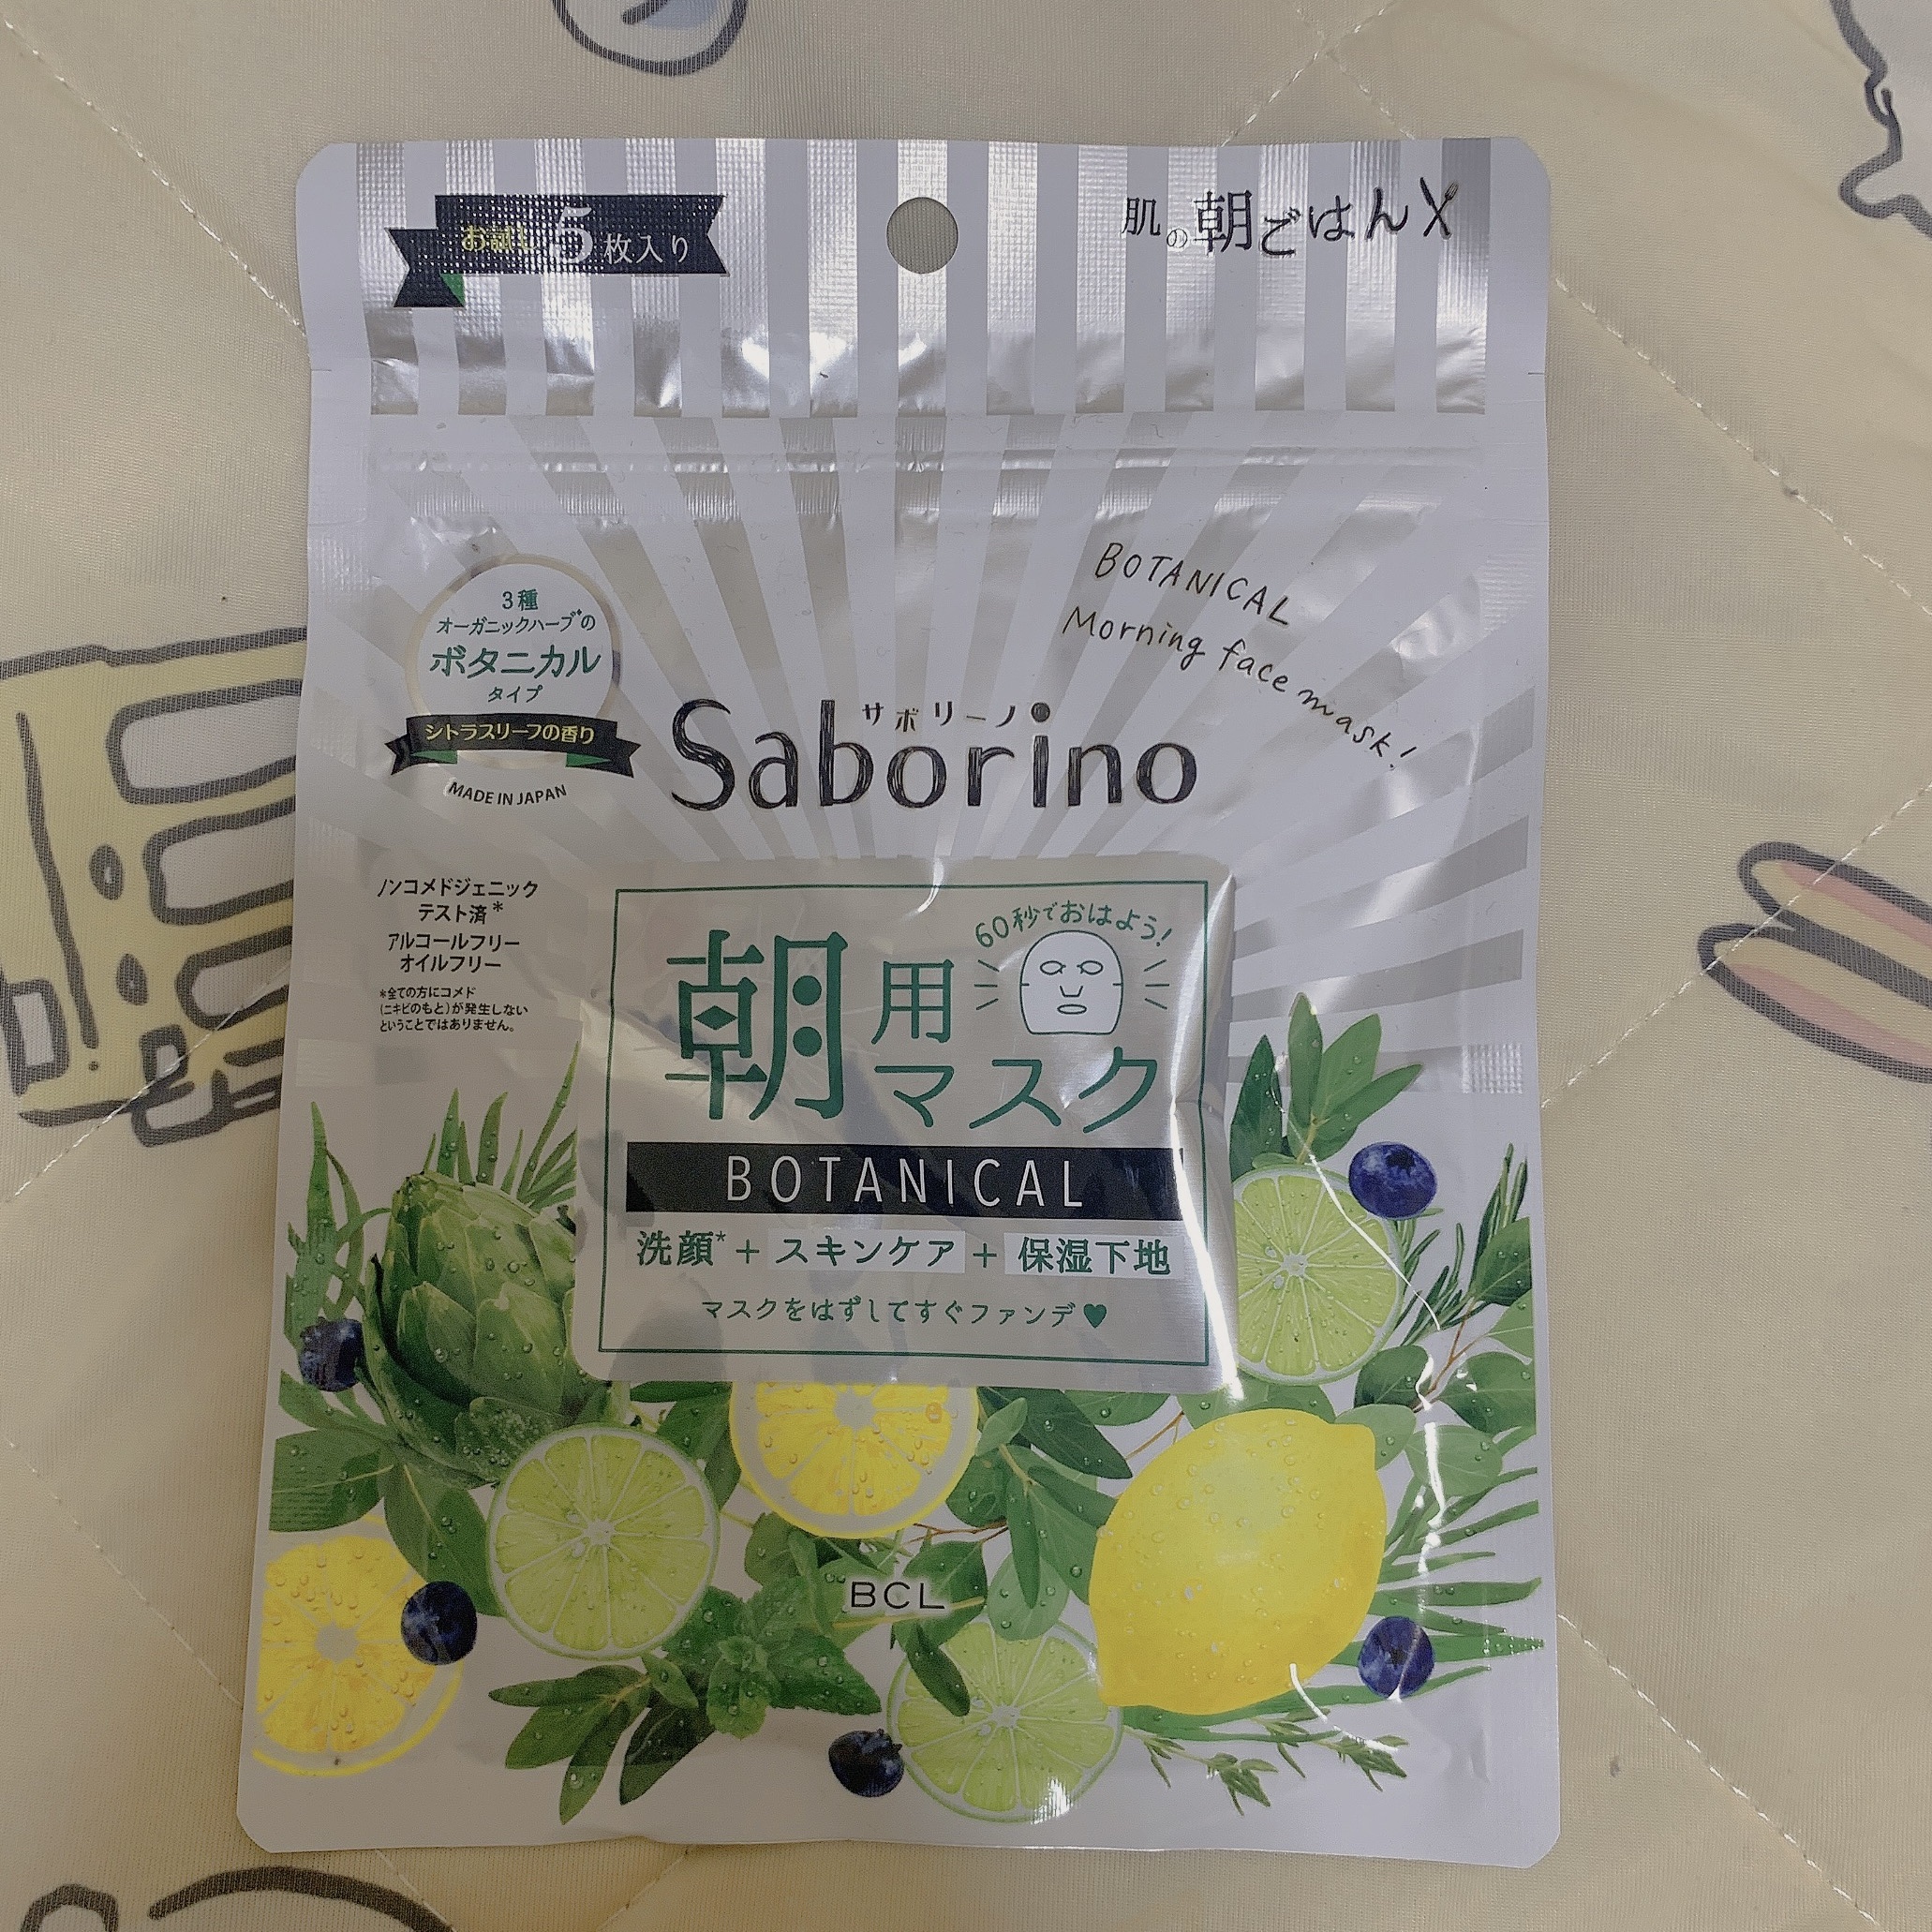 お試し5枚入り
肌の朝ごはん
BOTANICAL
Morning face mask!
3種
オーガニックハーブの
ボタニカル
タイプ
シトラスリーフの香り
MADE IN JAPAN
サボリーノ
Saborino
ノンコメドジェニック
テスト済*
アルコールフリー
オイルフリー
*全ての方にコメド
(ニキビのもと)が発生しない
ということではありません。
60秒でおはよう!
朝用マスク
BOTANICAL
洗顔*+スキンケア+保湿下地
マスクをはずしてすぐファンデ♥
BCL